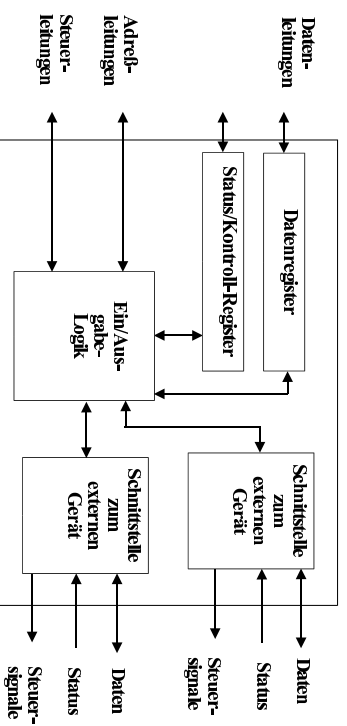 Daten-
leitungen
Adreß-
leitungen
Steuer-
leitungen
Datenregister
Status/Kontroll-Register
Ein/Aus-
gabe-
Logik
Schnittstelle
zum
externen
Gerät
Schnittstelle
zum
externen
Gerät
Daten
Status
Steuer-
signale
Daten
Status
Steuer-
signale